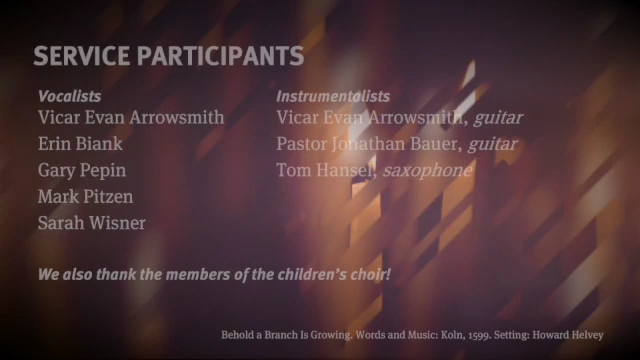 SERVICE PARTICIPANTS
Vocalists
Vicar Evan Arrowsmith
Erin Biank
Gary Pepin
Mark Pitzen
Sarah Wisner
Instrumentalists
Vicar Evan Arrowsmith, guitar
Pastor Jonathan Bauer, guitar
Tom Hansel, saxophone
We also thank the members of the children's choir!
Behold a Branch Is Growing. Words and Music: Koln, 1599. Setting: Howard Helvey